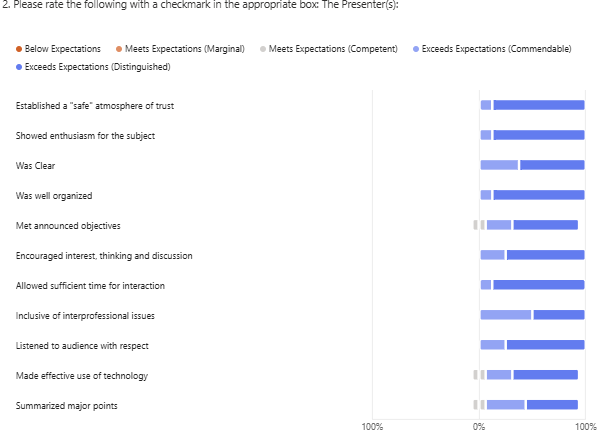 2. Please rate the following with a checkmark in the appropriate box: The Presenter(s):
Below Expectations Meets Expectations (Marginal) Meets Expectations (Competent) Exceeds Expectations (Commendable)
Exceeds Expectations (Distinguished)
Established a "safe" atmosphere of trust
Showed enthusiasm for the subject
Was Clear
Was well organized
Met announced objectives
Encouraged interest, thinking and discussion
Allowed sufficient time for interaction
Inclusive of interprofessional issues
Listened to audience with respect
Made effective use of technology
Summarized major points
100% 0% 100%